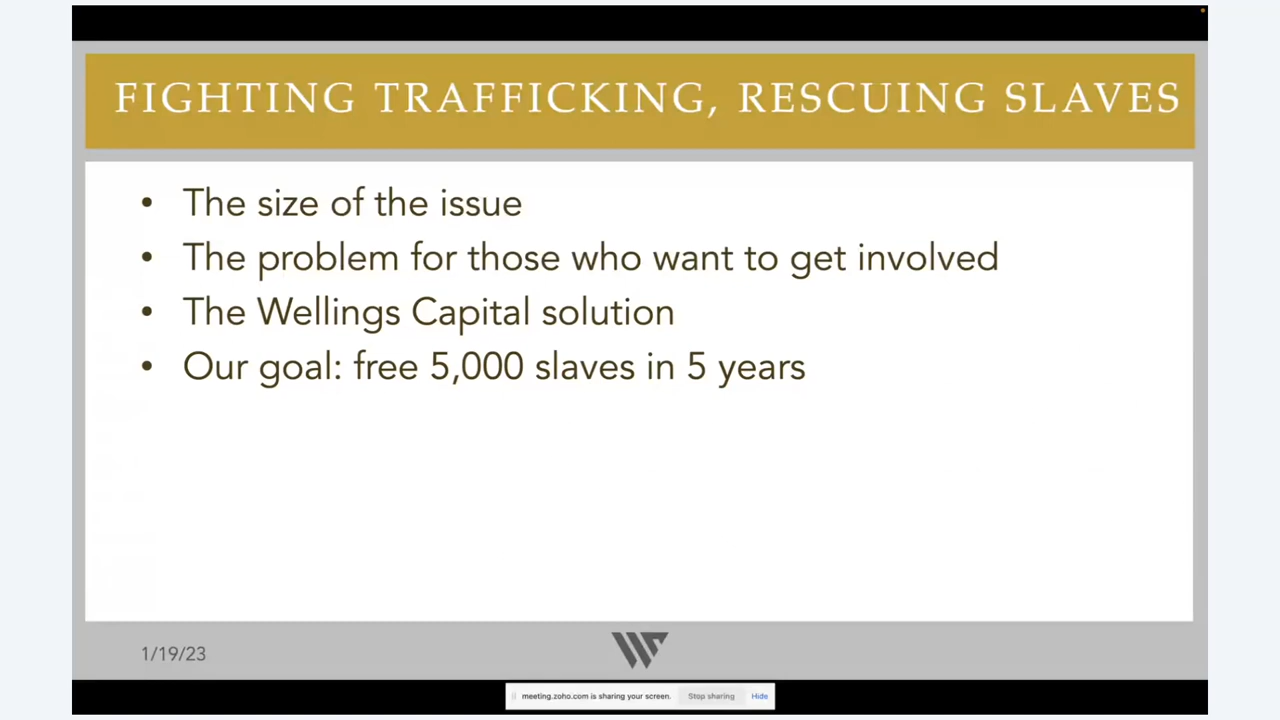 FIGHTING TRAFFICKING, RESCUING SLAVES
• The size of the issue
• The problem for those who want to get involved
• The Wellings Capital solution
• Our goal: free 5,000 slaves in 5 years
1/19/23
meeting.zoho.com is sharing your screen. Stop sharing Hide